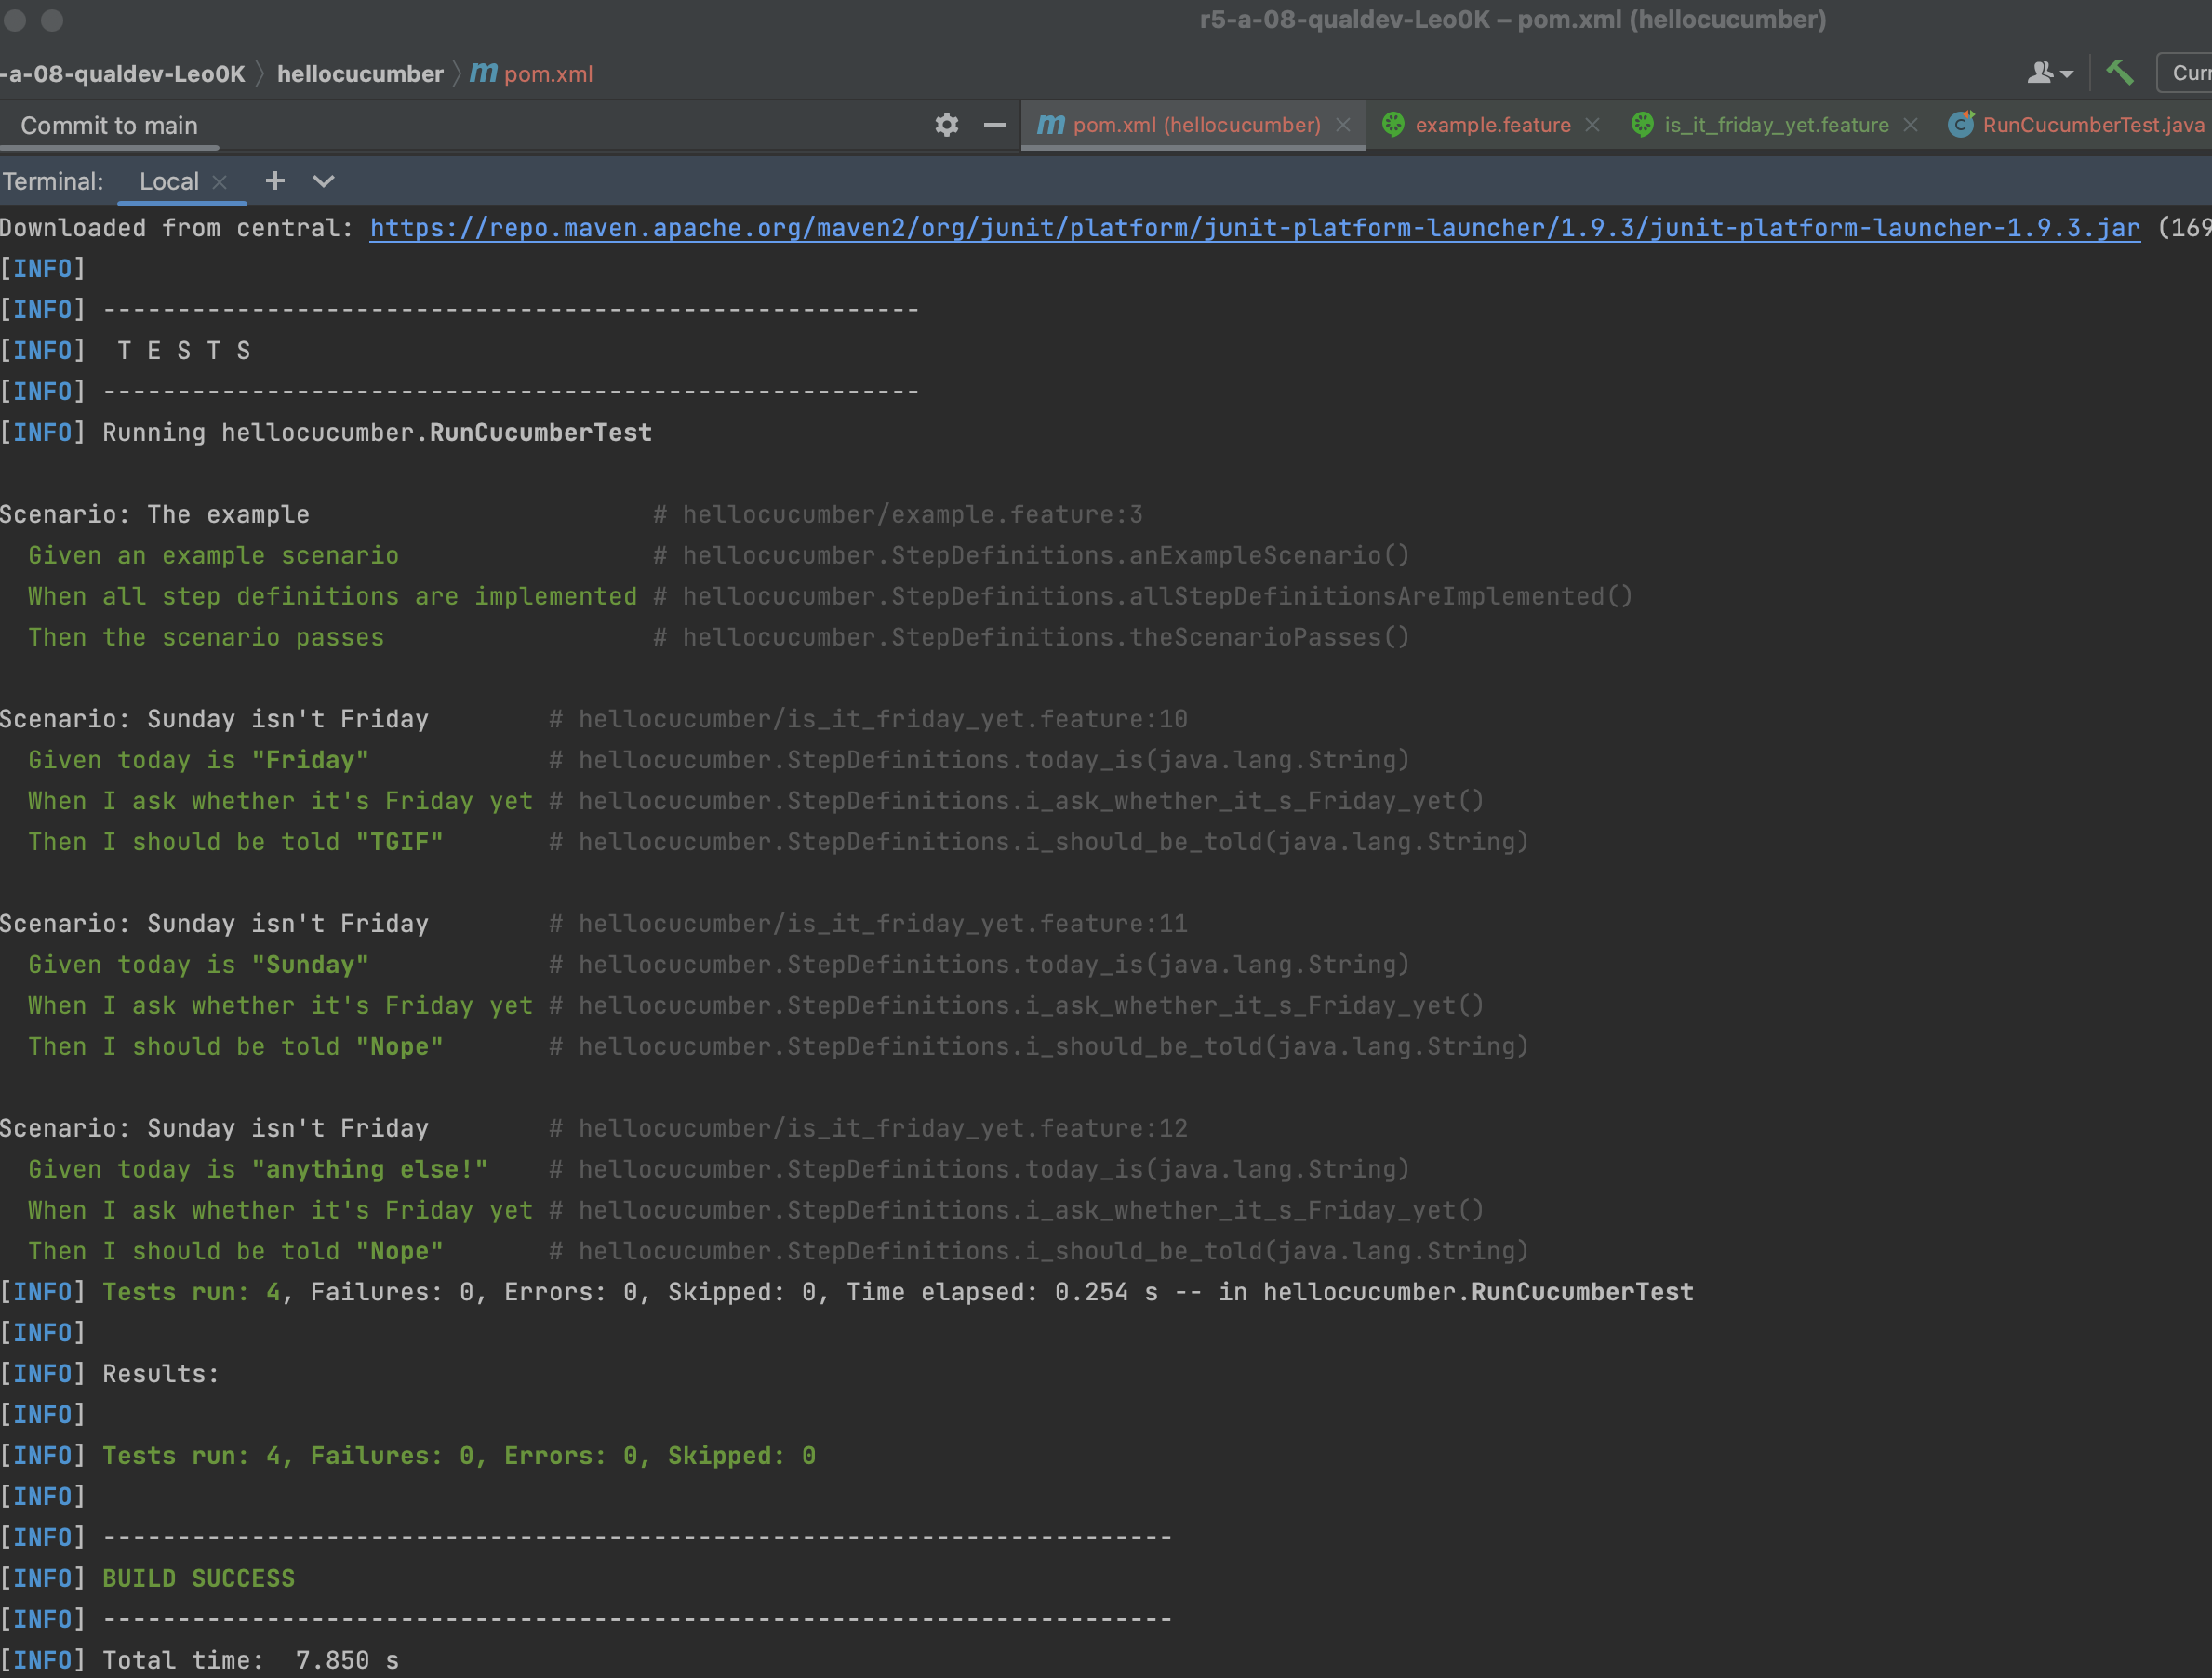 r5-a-08-qualdev-Leo0K – pom.xml (hellocucumber)
-a-08-qualdev-Leo0K 〉 hellocucumber 〉 m pom.xml
Curr
Commit to main
m pom.xml (hellocucumber) example.feature is_it_friday_yet.feature C RunCucumberTest.java
Terminal: Local
Downloaded from central: https://repo.maven.apache.org/maven2/org/junit/platform/junit-platform-launcher/1.9.3/junit-platform-launcher-1.9.3.jar (169
[INFO]
[INFO] -------------------------------------------------------
[INFO]  T E S T S
[INFO] -------------------------------------------------------
[INFO] Running hellocucumber.RunCucumberTest
Scenario: The example                       # hellocucumber/example.feature:3
  Given an example scenario                 # hellocucumber.StepDefinitions.anExampleScenario()
  When all step definitions are implemented # hellocucumber.StepDefinitions.allStepDefinitionsAreImplemented()
  Then the scenario passes                  # hellocucumber.StepDefinitions.theScenarioPasses()
Scenario: Sunday isn't Friday        # hellocucumber/is_it_friday_yet.feature:10
  Given today is "Friday"            # hellocucumber.StepDefinitions.today_is(java.lang.String)
  When I ask whether it's Friday yet # hellocucumber.StepDefinitions.i_ask_whether_it_s_Friday_yet()
  Then I should be told "TGIF"       # hellocucumber.StepDefinitions.i_should_be_told(java.lang.String)
Scenario: Sunday isn't Friday        # hellocucumber/is_it_friday_yet.feature:11
  Given today is "Sunday"            # hellocucumber.StepDefinitions.today_is(java.lang.String)
  When I ask whether it's Friday yet # hellocucumber.StepDefinitions.i_ask_whether_it_s_Friday_yet()
  Then I should be told "Nope"       # hellocucumber.StepDefinitions.i_should_be_told(java.lang.String)
Scenario: Sunday isn't Friday        # hellocucumber/is_it_friday_yet.feature:12
  Given today is "anything else!"    # hellocucumber.StepDefinitions.today_is(java.lang.String)
  When I ask whether it's Friday yet # hellocucumber.StepDefinitions.i_ask_whether_it_s_Friday_yet()
  Then I should be told "Nope"       # hellocucumber.StepDefinitions.i_should_be_told(java.lang.String)
[INFO] Tests run: 4, Failures: 0, Errors: 0, Skipped: 0, Time elapsed: 0.254 s -- in hellocucumber.RunCucumberTest
[INFO]
[INFO] Results:
[INFO]
[INFO] Tests run: 4, Failures: 0, Errors: 0, Skipped: 0
[INFO]
[INFO] ------------------------------------------------------------------------
[INFO] BUILD SUCCESS
[INFO] ------------------------------------------------------------------------
[INFO] Total time:  7.850 s